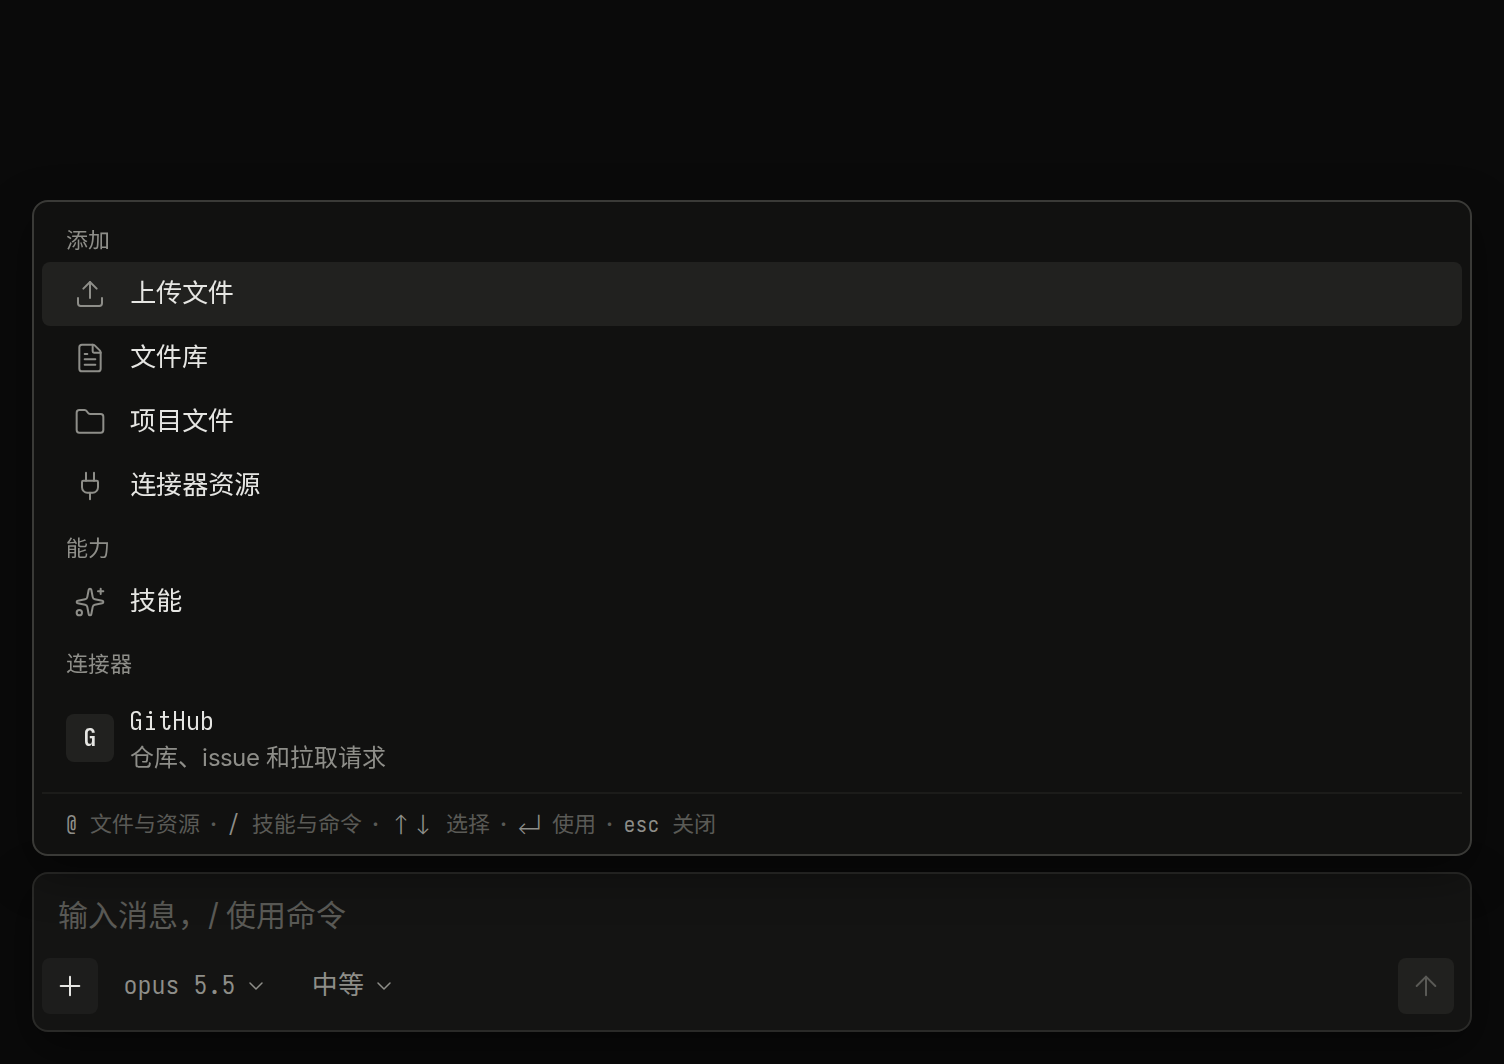 添加
上传文件
文件库
项目文件
连接器资源
能力
技能
连接器
G
GitHub
仓库、issue 和拉取请求
@ 文件与资源 · / 技能与命令 · ↑↓ 选择 · ↵ 使用 · esc 关闭
输入消息，/ 使用命令
opus 5.5 中等